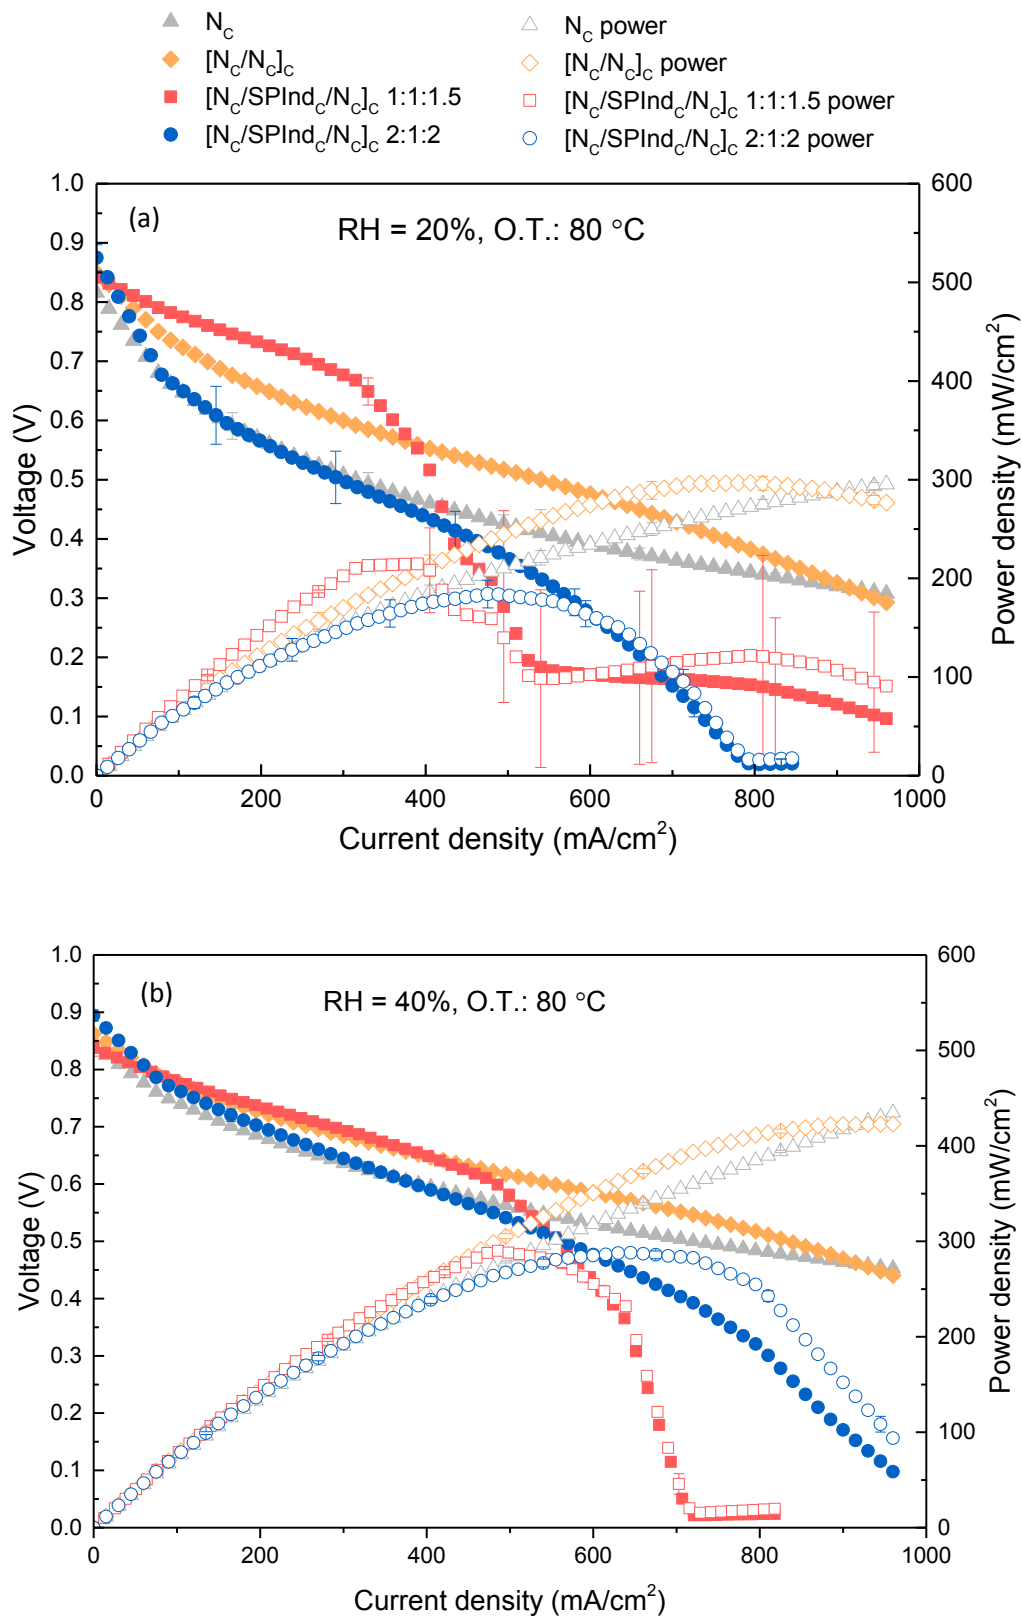 N_C
[N_C/N_C]_C
[N_C/SPInd_C/N_C]_C 1:1:1.5
[N_C/SPInd_C/N_C]_C 2:1:2
N_C power
[N_C/N_C]_C power
[N_C/SPInd_C/N_C]_C 1:1:1.5 power
[N_C/SPInd_C/N_C]_C 2:1:2 power
(a)
RH = 20%, O.T.: 80 °C
Voltage (V)
1.0
0.9
0.8
0.7
0.6
0.5
0.4
0.3
0.2
0.1
0.0
600
500
400
300
200
100
0
Power density (mW/cm²)
0 200 400 600 800 1000
Current density (mA/cm²)
(b)
RH = 40%, O.T.: 80 °C
Voltage (V)
1.0
0.9
0.8
0.7
0.6
0.5
0.4
0.3
0.2
0.1
0.0
600
500
400
300
200
100
0
Power density (mW/cm²)
0 200 400 600 800 1000
Current density (mA/cm²)